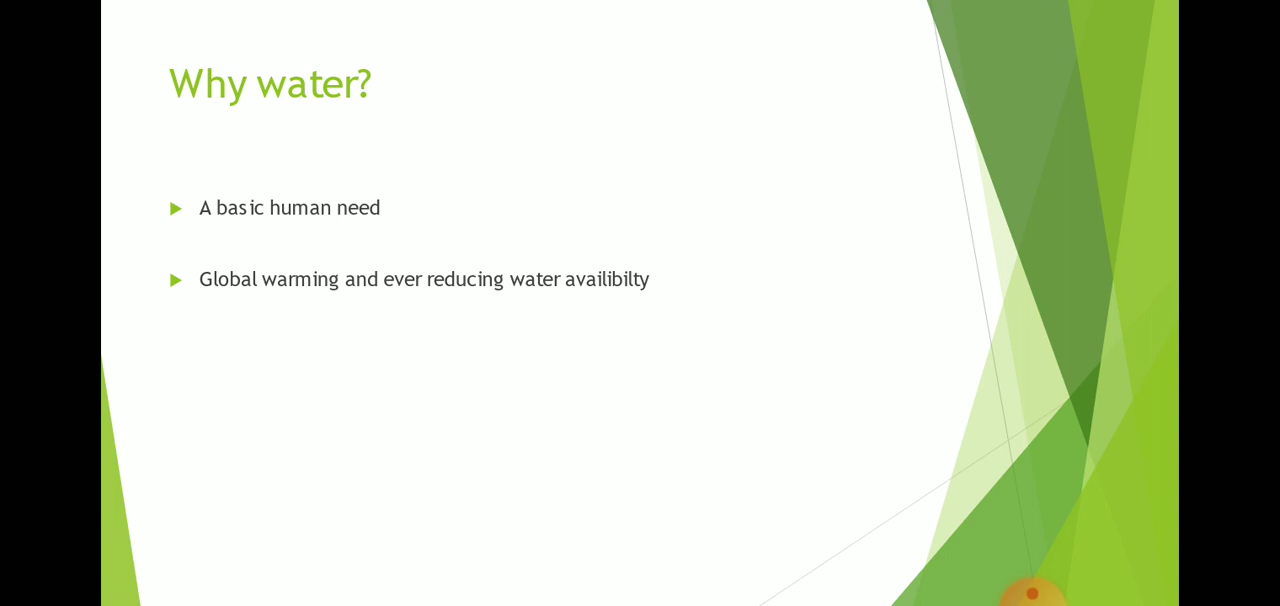 Why water?
A basic human need
Global warming and ever reducing water availibilty